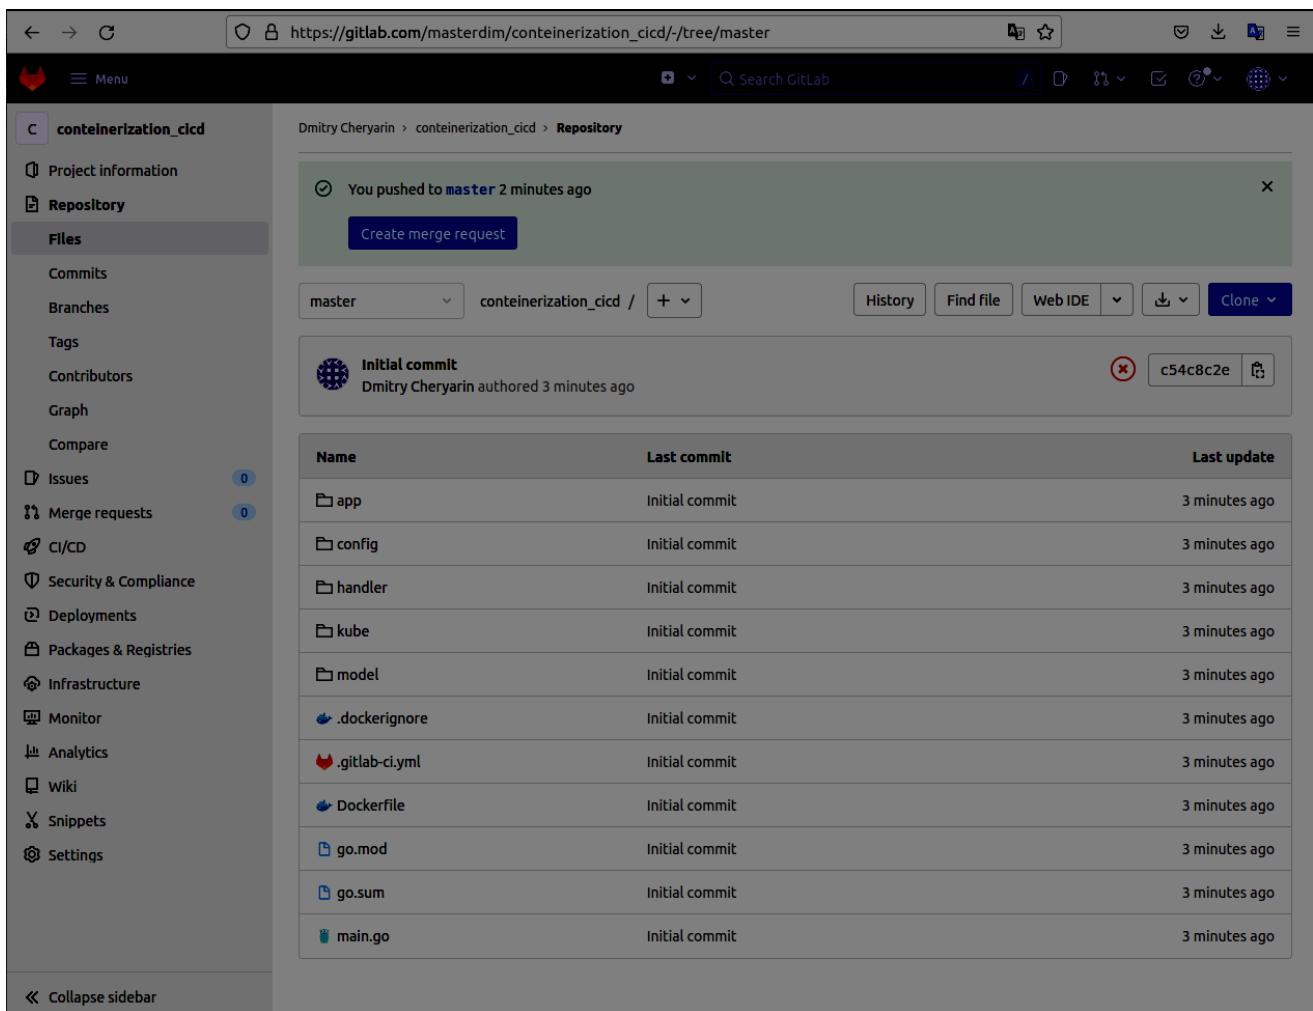 https://gitlab.com/masterdim/conteinerization_cicd/-/tree/master
Menu
Search GitLab
/
C conteinerization_cicd
Project information
Repository
Files
Commits
Branches
Tags
Contributors
Graph
Compare
Issues 0
Merge requests 0
CI/CD
Security & Compliance
Deployments
Packages & Registries
Infrastructure
Monitor
Analytics
Wiki
Snippets
Settings
Collapse sidebar
Dmitry Cheryarin > conteinerization_cicd > Repository
You pushed to master 2 minutes ago
Create merge request
master conteinerization_cicd / + History Find file Web IDE Clone
Initial commit
Dmitry Cheryarin authored 3 minutes ago
c54c8c2e
Name Last commit Last update
app Initial commit 3 minutes ago
config Initial commit 3 minutes ago
handler Initial commit 3 minutes ago
kube Initial commit 3 minutes ago
model Initial commit 3 minutes ago
.dockerignore Initial commit 3 minutes ago
.gitlab-ci.yml Initial commit 3 minutes ago
Dockerfile Initial commit 3 minutes ago
go.mod Initial commit 3 minutes ago
go.sum Initial commit 3 minutes ago
main.go Initial commit 3 minutes ago